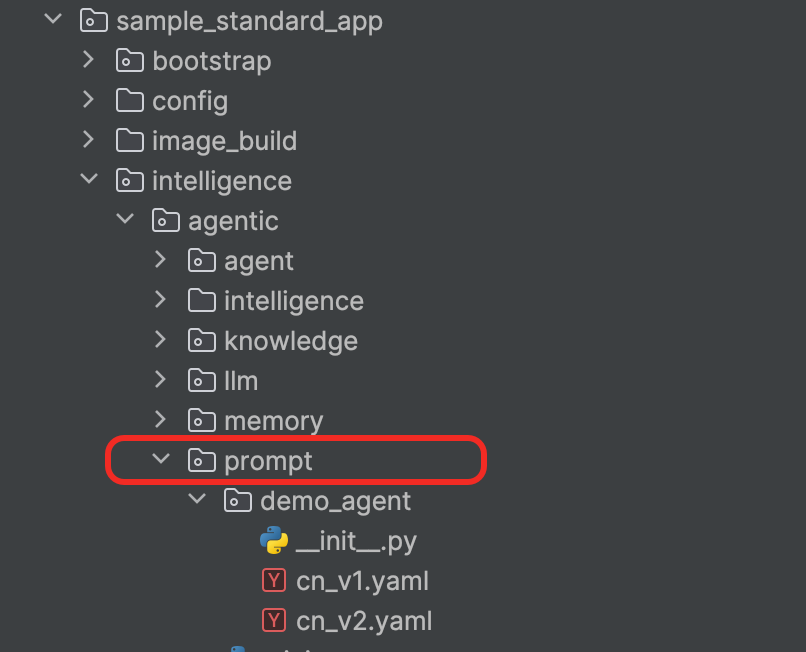 sample_standard_app
bootstrap
config
image_build
intelligence
agentic
agent
intelligence
knowledge
llm
memory
prompt
demo_agent
__init__.py
Y cn_v1.yaml
Y cn_v2.yaml